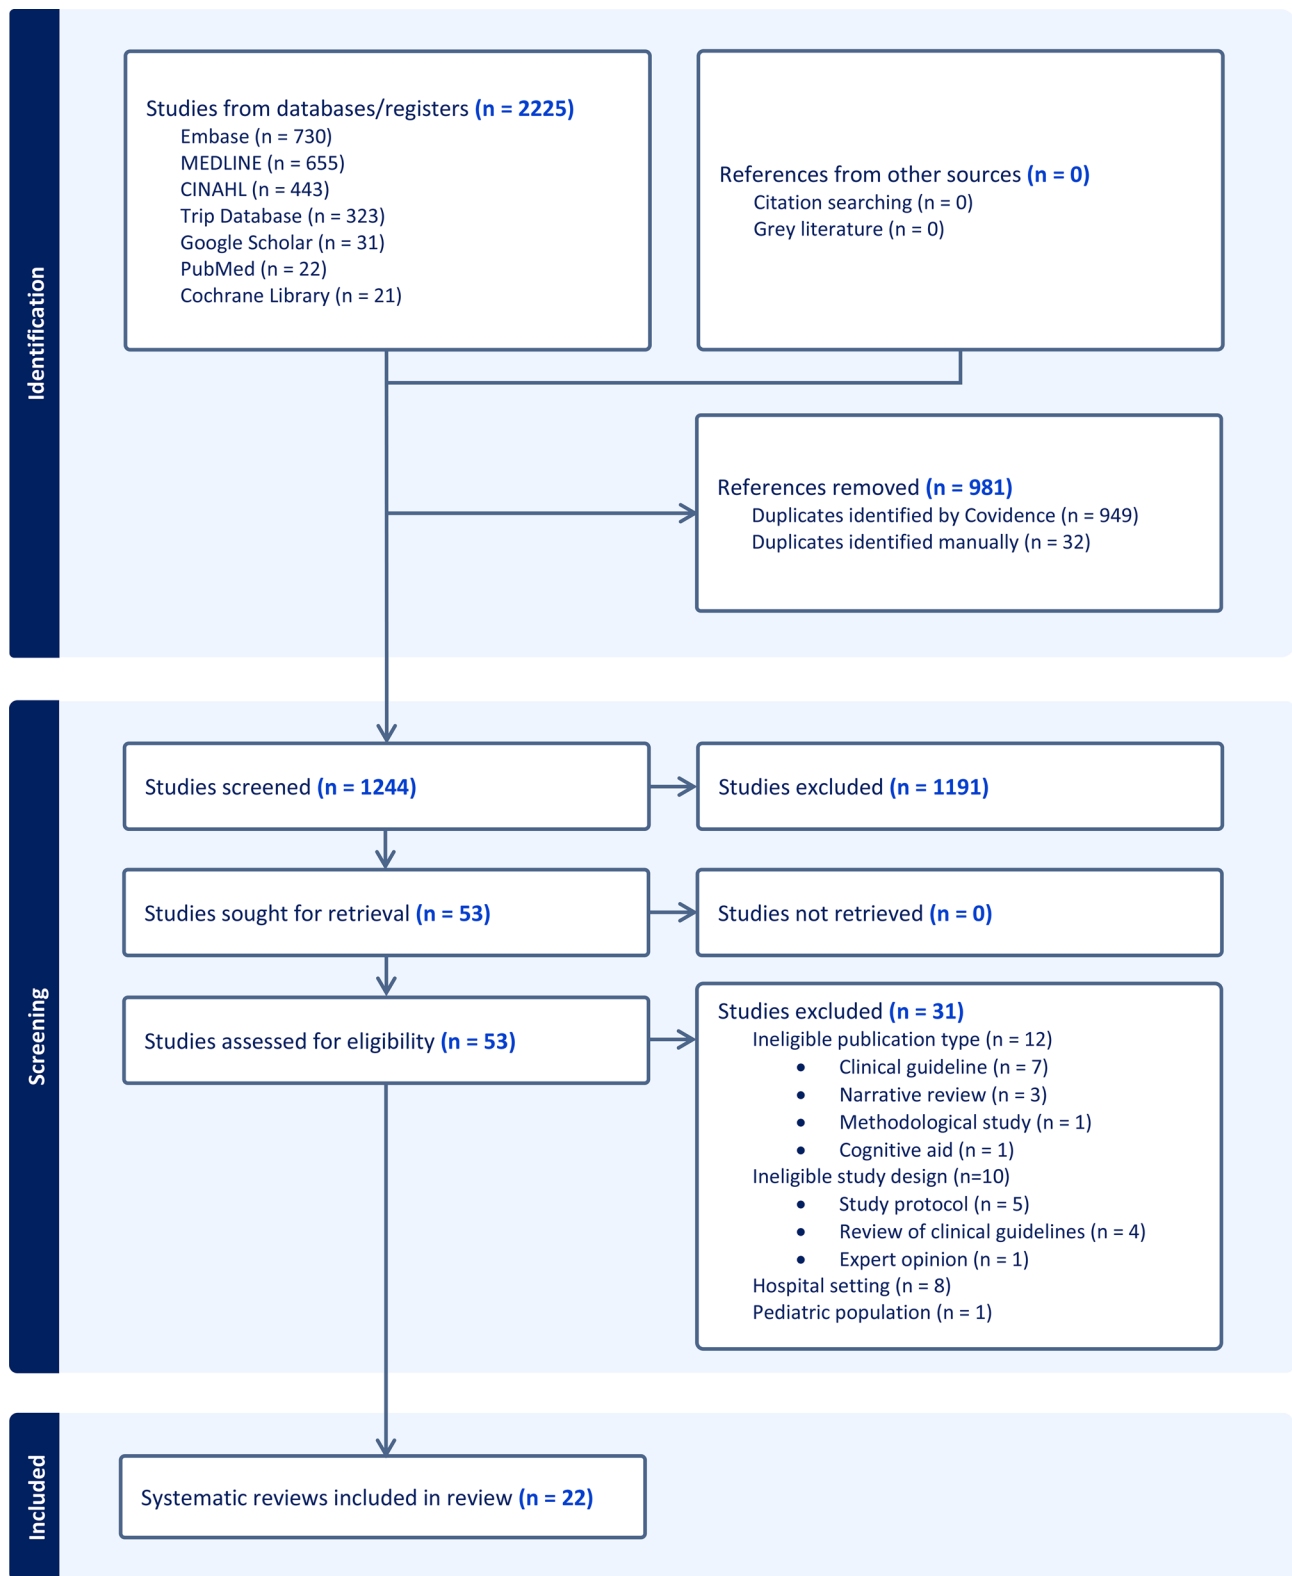 Identification
Studies from databases/registers (n = 2225)
Embase (n = 730)
MEDLINE (n = 655)
CINAHL (n = 443)
Trip Database (n = 323)
Google Scholar (n = 31)
PubMed (n = 22)
Cochrane Library (n = 21)
References from other sources (n = 0)
Citation searching (n = 0)
Grey literature (n = 0)
References removed (n = 981)
Duplicates identified by Covidence (n = 949)
Duplicates identified manually (n = 32)
Screening
Studies screened (n = 1244)
Studies excluded (n = 1191)
Studies sought for retrieval (n = 53)
Studies not retrieved (n = 0)
Studies assessed for eligibility (n = 53)
Studies excluded (n = 31)
Ineligible publication type (n = 12)
• Clinical guideline (n = 7)
• Narrative review (n = 3)
• Methodological study (n = 1)
• Cognitive aid (n = 1)
Ineligible study design (n=10)
• Study protocol (n = 5)
• Review of clinical guidelines (n = 4)
• Expert opinion (n = 1)
Hospital setting (n = 8)
Pediatric population (n = 1)
Included
Systematic reviews included in review (n = 22)